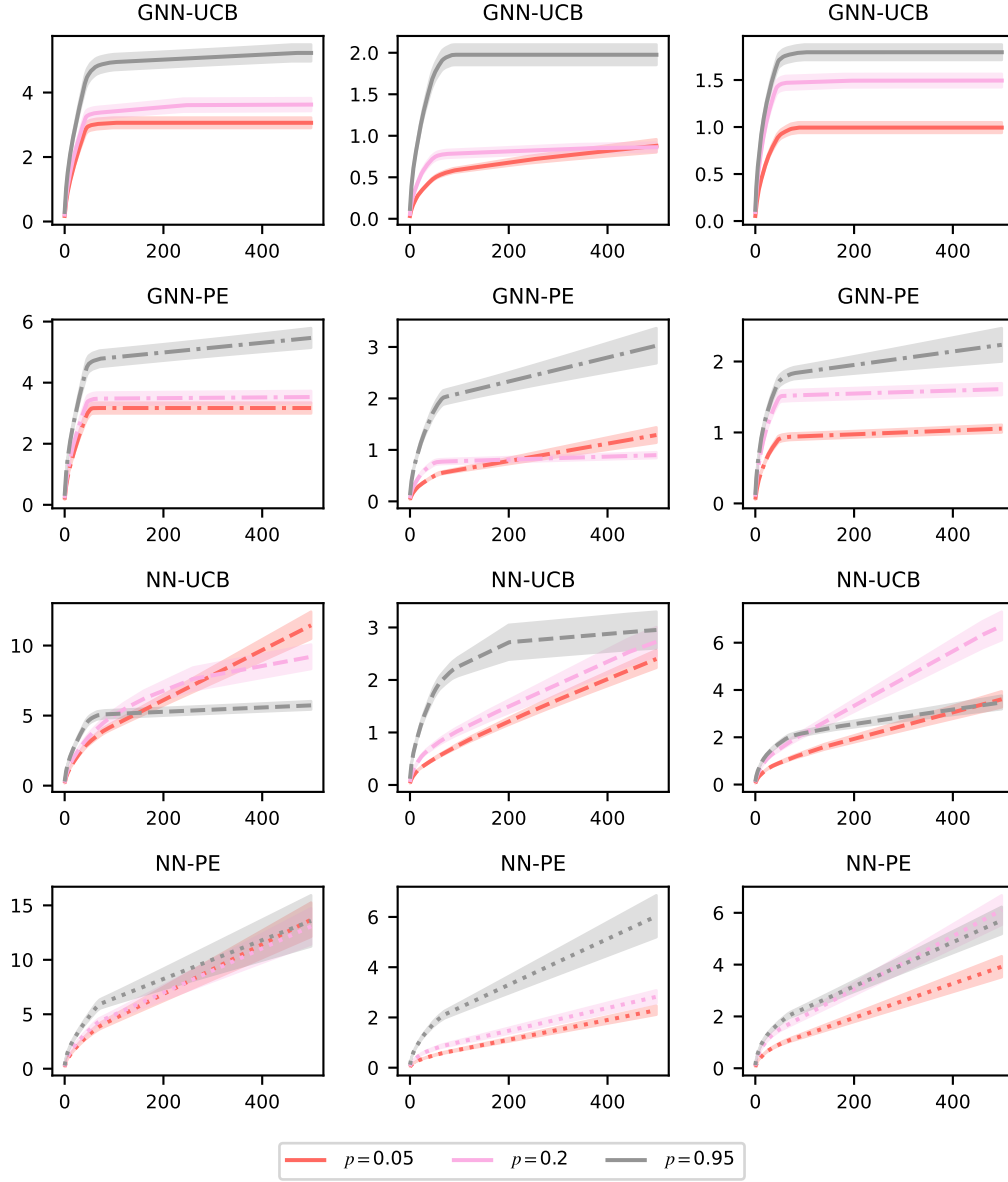 GNN-UCB GNN-UCB GNN-UCB
4 2.0 1.5
2 1.5 1.0
0 1.0 0.5
0.5 0.0
0.0
0 200 400 0 200 400 0 200 400
GNN-PE GNN-PE GNN-PE
6 3 2
4 2 1
2 1 0
0 0
0 200 400 0 200 400 0 200 400
NN-UCB NN-UCB NN-UCB
10 3 6
5 2 4
0 1 2
0 0
0 200 400 0 200 400 0 200 400
NN-PE NN-PE NN-PE
15 6 6
10 4 4
5 2 2
0 0 0
0 200 400 0 200 400 0 200 400
p=0.05 p=0.2 p=0.95